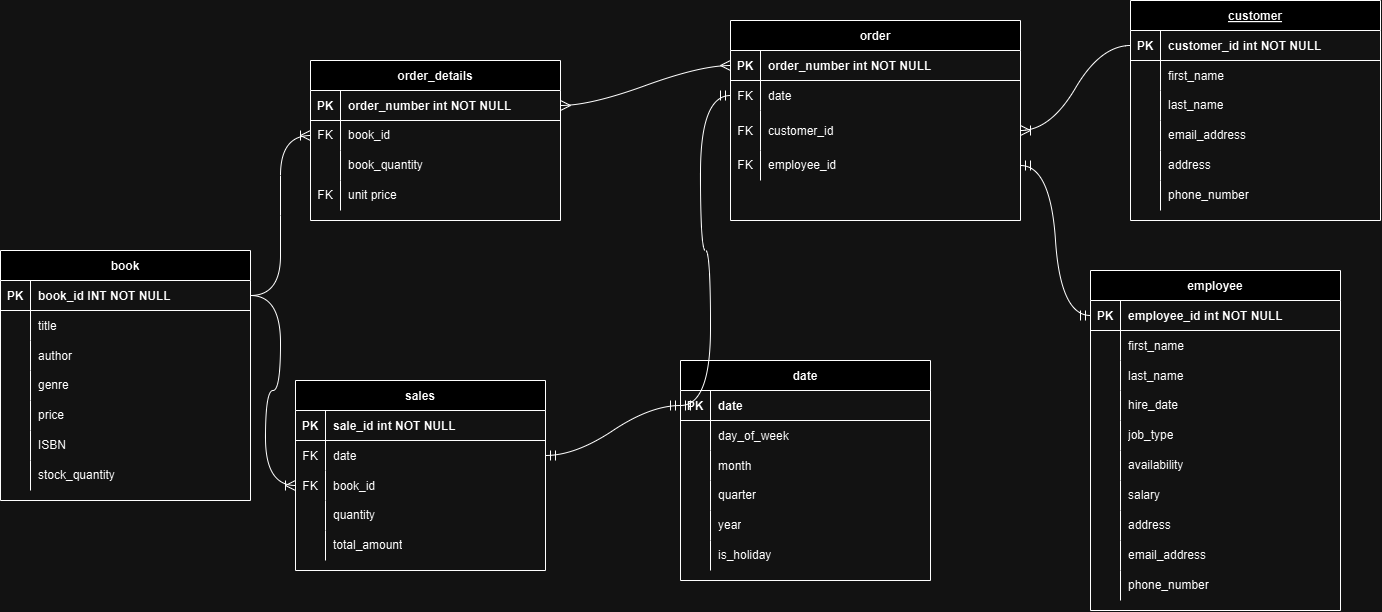 customer
PK customer_id int NOT NULL
first_name
last_name
email_address
address
phone_number
order
PK order_number int NOT NULL
FK date
FK customer_id
FK employee_id
order_details
PK order_number int NOT NULL
FK book_id
book_quantity
FK unit price
book
PK book_id INT NOT NULL
title
author
genre
price
ISBN
stock_quantity
employee
PK employee_id int NOT NULL
first_name
last_name
hire_date
job_type
availability
salary
address
email_address
phone_number
sales
PK sale_id int NOT NULL
FK date
FK book_id
quantity
total_amount
date
PK date
day_of_week
month
quarter
year
is_holiday